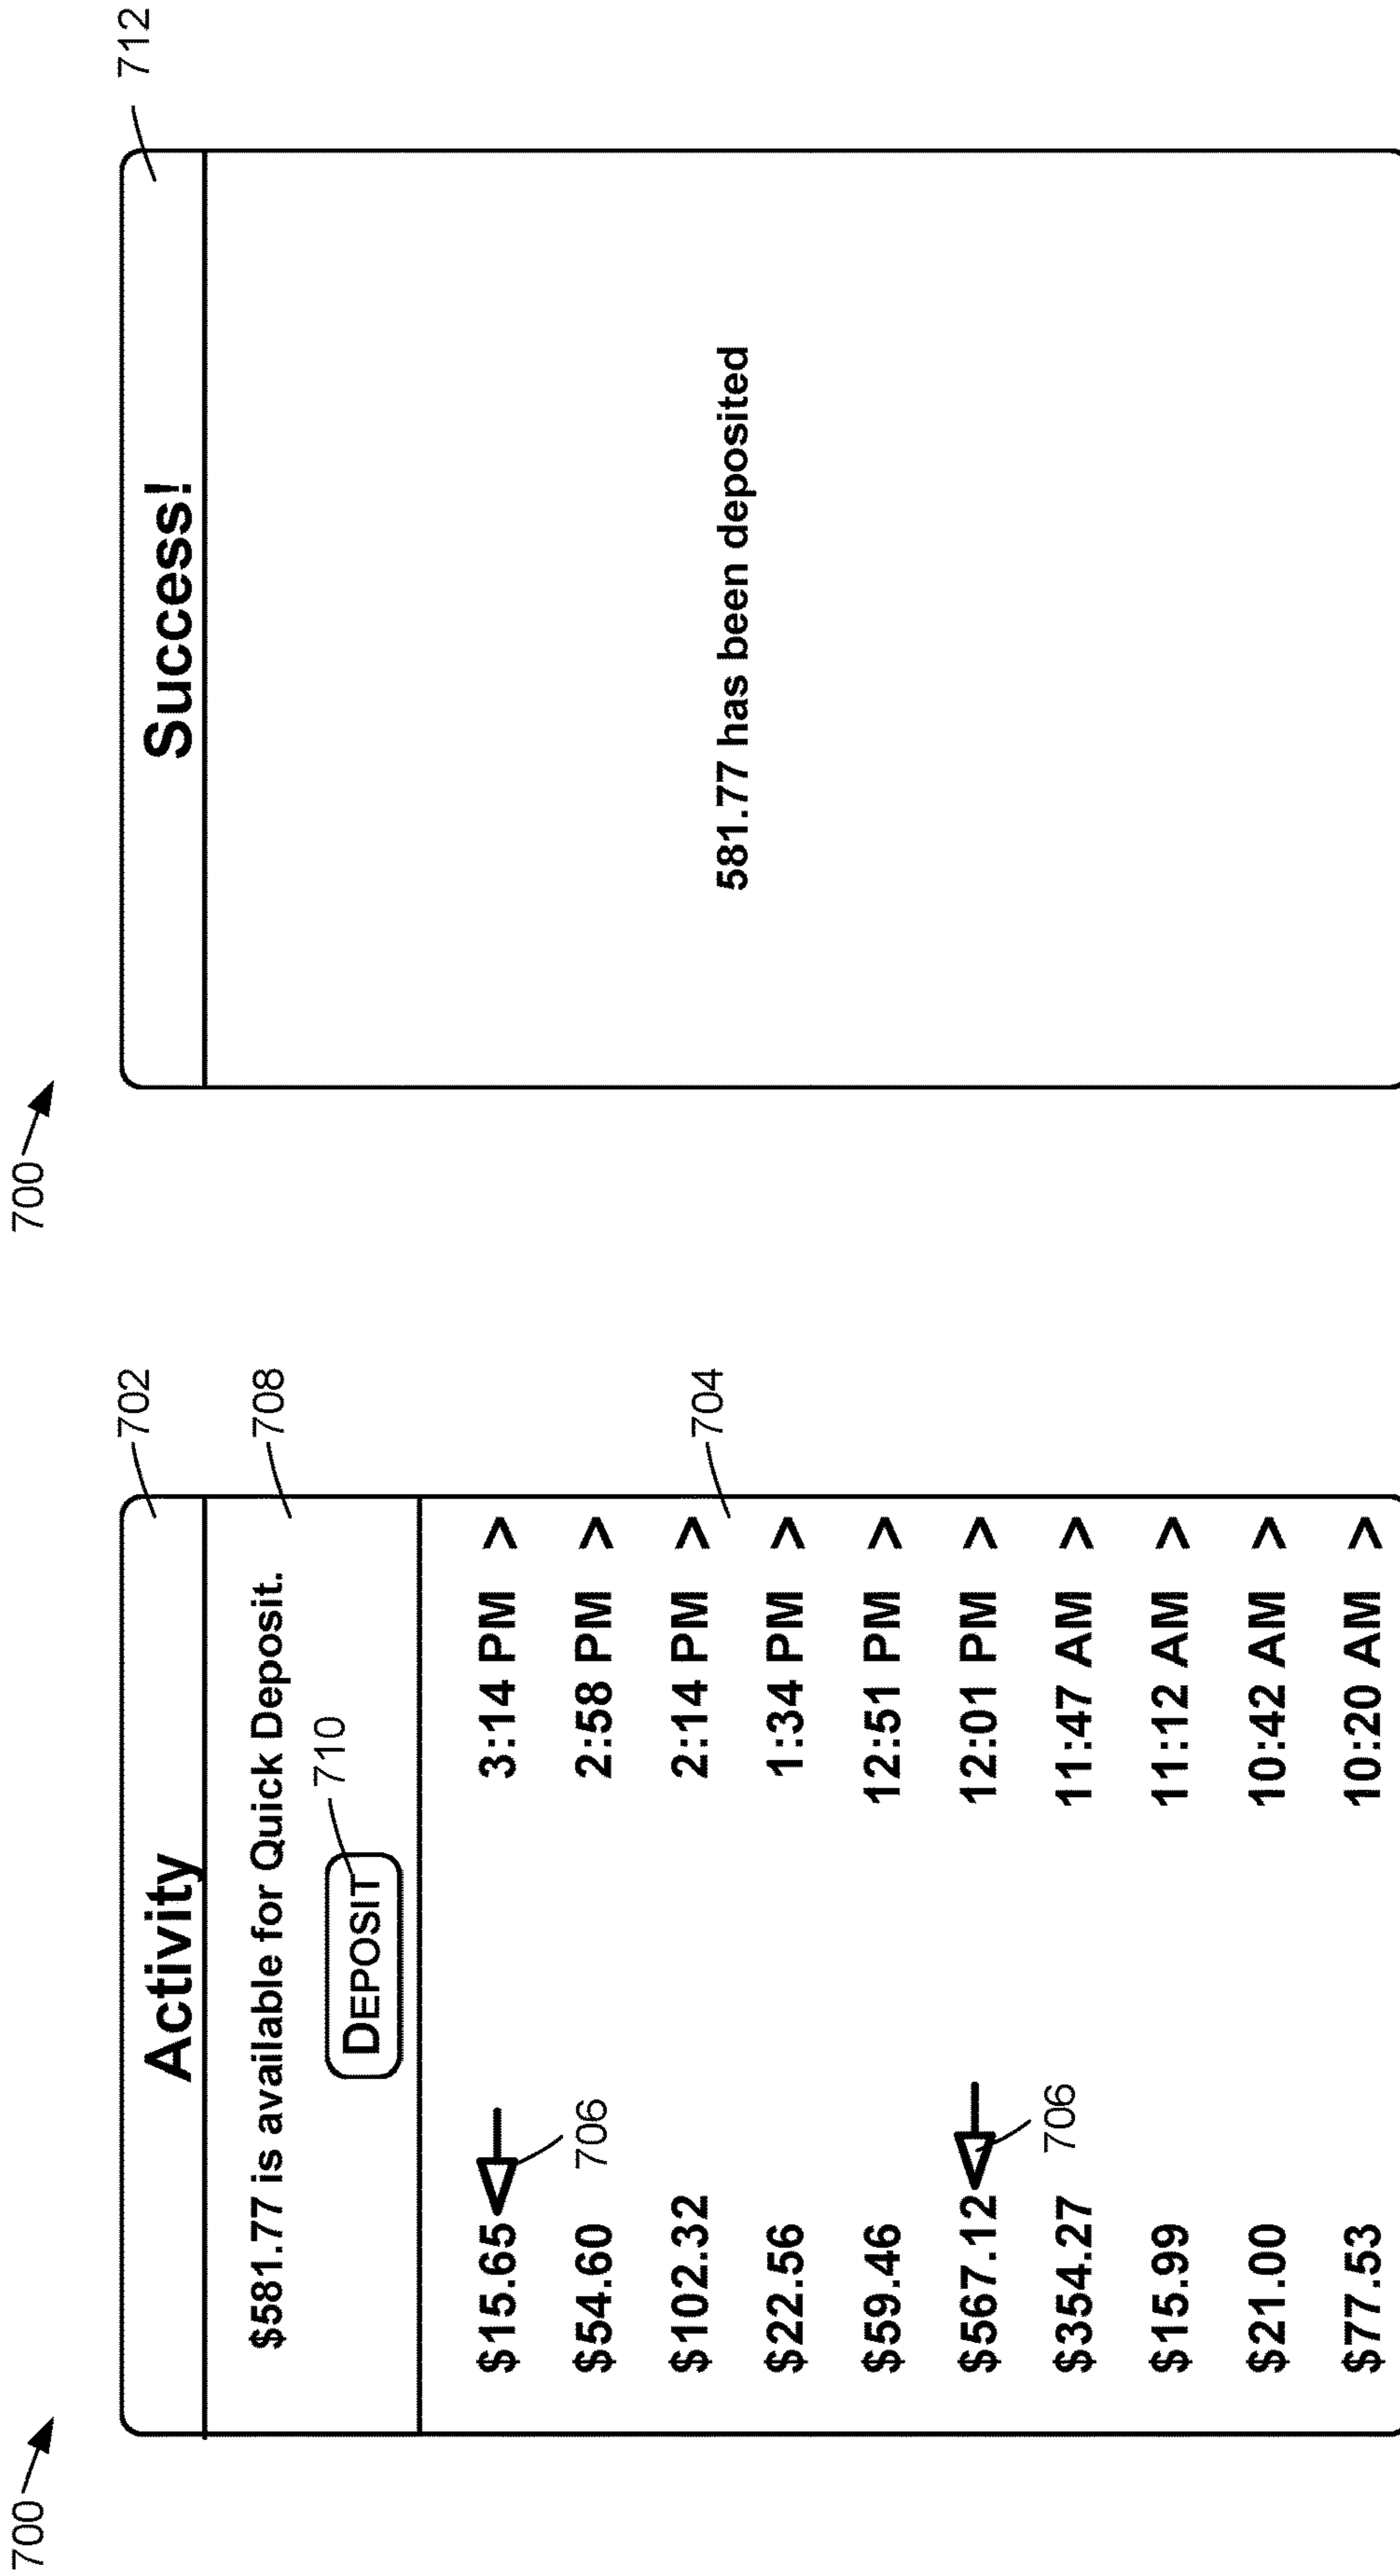 700
Activity
702
$581.77 is available for Quick Deposit.
708
DEPOSIT
710
$15.65 3:14 PM >
706
$54.60 2:58 PM >
$102.32 2:14 PM >
704
$22.56 1:34 PM >
$59.46 12:51 PM >
$567.12 12:01 PM >
706
$354.27 11:47 AM >
$15.99 11:12 AM >
$21.00 10:42 AM >
$77.53 10:20 AM >
700
Success!
712
581.77 has been deposited